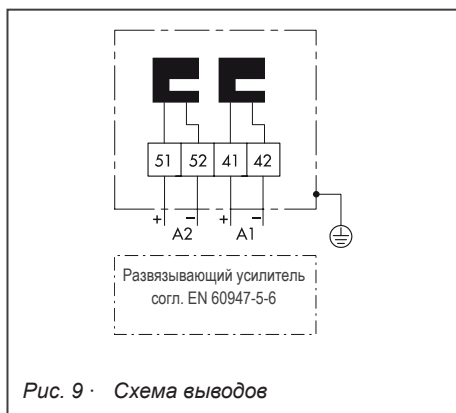 51 52 41 42
+ − + −
A2 A1
Развязывающий усилитель
согл. EN 60947-5-6
Рис. 9 · Схема выводов